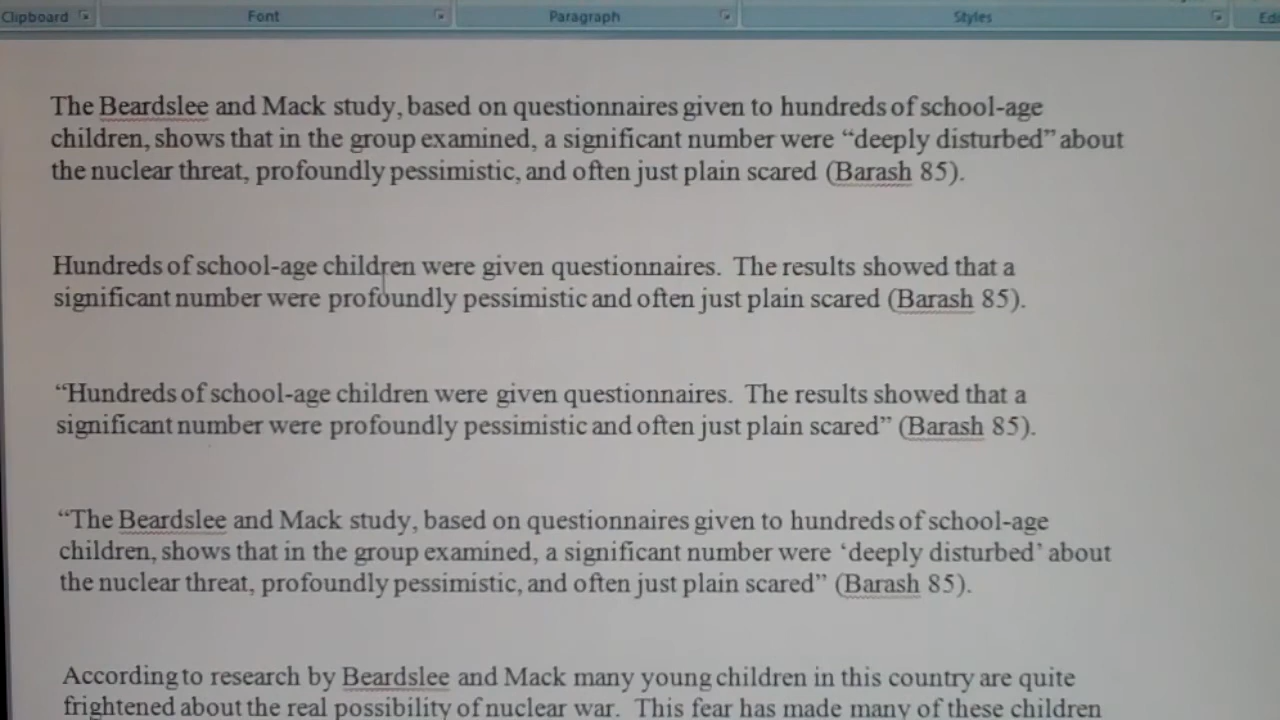 Clipboard Font Paragraph Styles
The Beardslee and Mack study, based on questionnaires given to hundreds of school-age
children, shows that in the group examined, a significant number were “deeply disturbed” about
the nuclear threat, profoundly pessimistic, and often just plain scared (Barash 85).
Hundreds of school-age children were given questionnaires. The results showed that a
significant number were profoundly pessimistic and often just plain scared (Barash 85).
“Hundreds of school-age children were given questionnaires. The results showed that a
significant number were profoundly pessimistic and often just plain scared” (Barash 85).
“The Beardslee and Mack study, based on questionnaires given to hundreds of school-age
children, shows that in the group examined, a significant number were ‘deeply disturbed’ about
the nuclear threat, profoundly pessimistic, and often just plain scared” (Barash 85).
According to research by Beardslee and Mack many young children in this country are quite
frightened about the real possibility of nuclear war. This fear has made many of these children